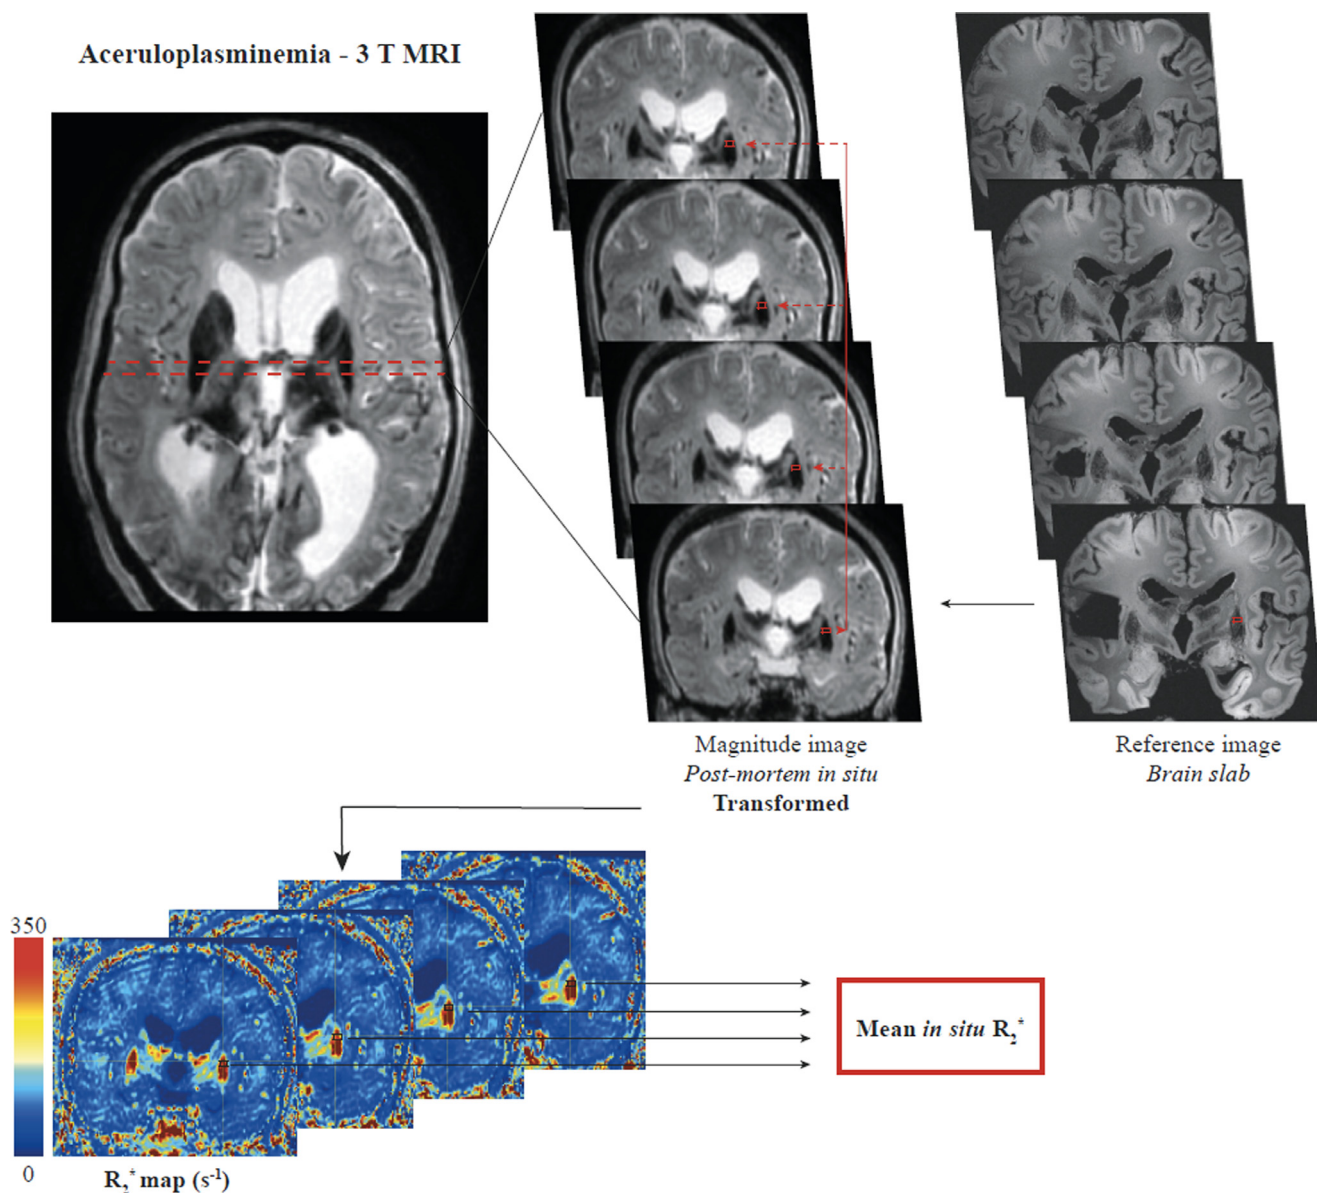 Aceruloplasminemia - 3 T MRI
Magnitude image
Post-mortem in situ
Transformed
Reference image
Brain slab
350
0
R₂* map (s⁻¹)
Mean in situ R₂*